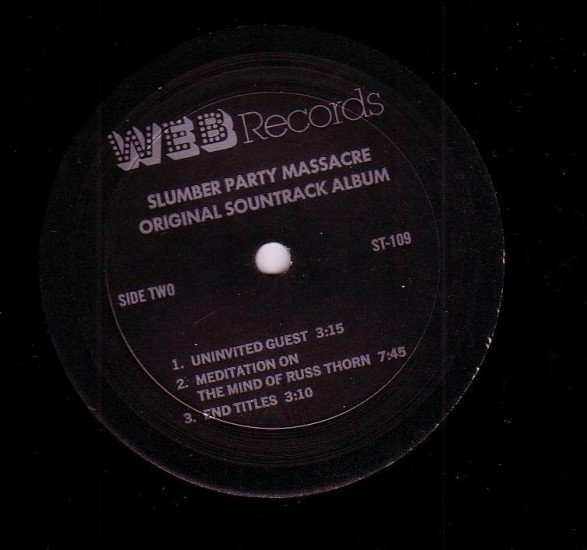 WEB Records
SLUMBER PARTY MASSACRE
ORIGINAL SOUNTRACK ALBUM
ST-109
SIDE TWO
1. UNINVITED GUEST 3:15
2. MEDITATION ON
THE MIND OF RUSS THORN 7:45
3. END TITLES 3:10